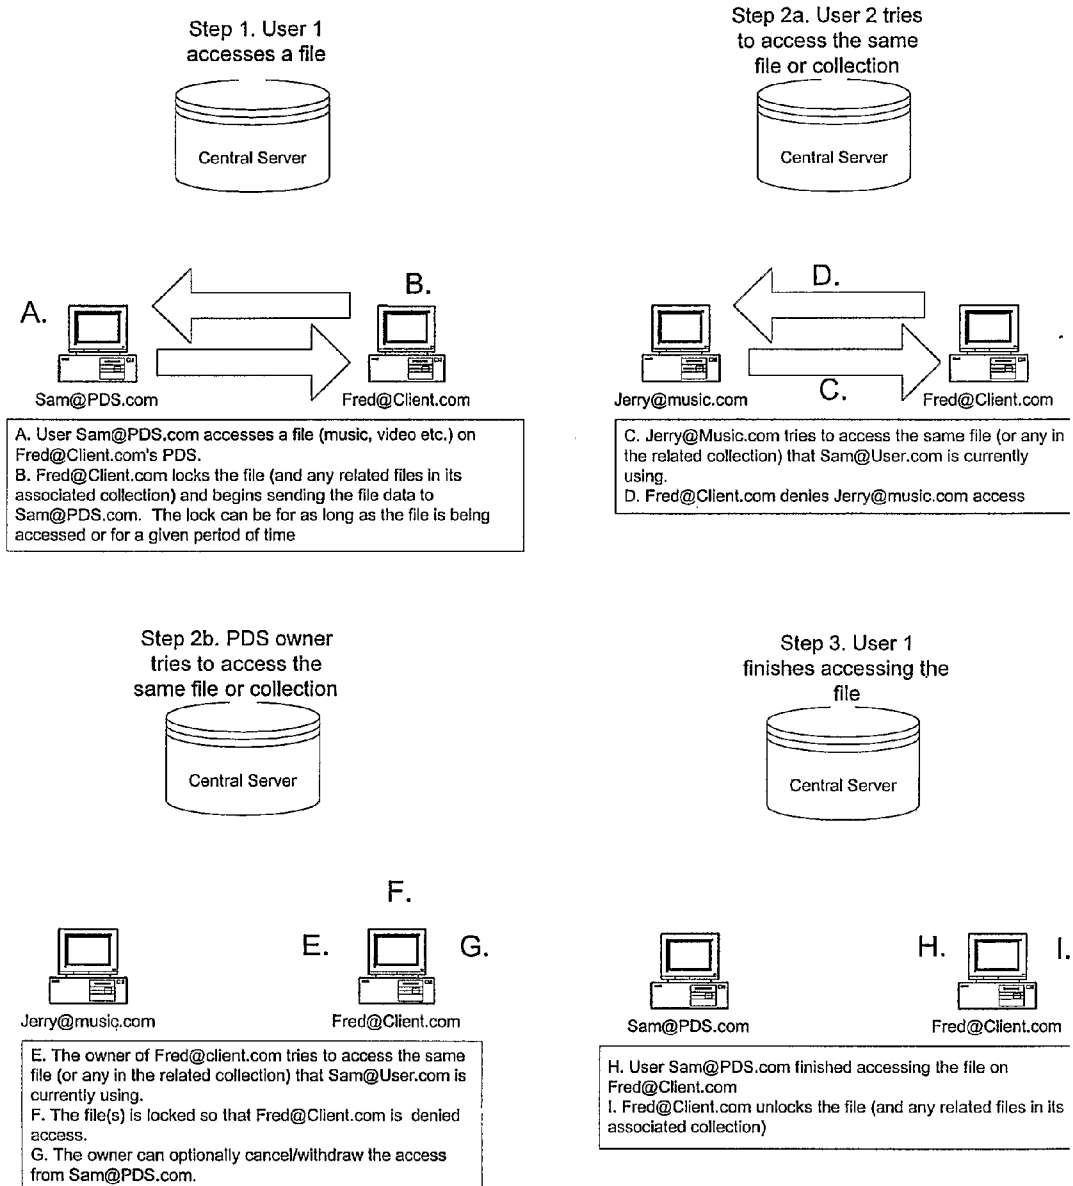 Step 1. User 1
accesses a file
Central Server
A.
B.
Sam@PDS.com
Fred@Client.com
A. User Sam@PDS.com accesses a file (music, video etc.) on
Fred@Client.com's PDS.
B. Fred@Client.com locks the file (and any related files in its
associated collection) and begins sending the file data to
Sam@PDS.com. The lock can be for as long as the file is being
accessed or for a given period of time
Step 2a. User 2 tries
to access the same
file or collection
Central Server
D.
C.
Jerry@music.com
Fred@Client.com
C. Jerry@Music.com tries to access the same file (or any in
the related collection) that Sam@User.com is currently
using.
D. Fred@Client.com denies Jerry@music.com access
Step 2b. PDS owner
tries to access the
same file or collection
Central Server
F.
E.
G.
Jerry@music.com
Fred@Client.com
E. The owner of Fred@client.com tries to access the same
file (or any in the related collection) that Sam@User.com is
currently using.
F. The file(s) is locked so that Fred@Client.com is denied
access.
G. The owner can optionally cancel/withdraw the access
from Sam@PDS.com.
Step 3. User 1
finishes accessing the
file
Central Server
H.
I.
Sam@PDS.com
Fred@Client.com
H. User Sam@PDS.com finished accessing the file on
Fred@Client.com
I. Fred@Client.com unlocks the file (and any related files in its
associated collection)